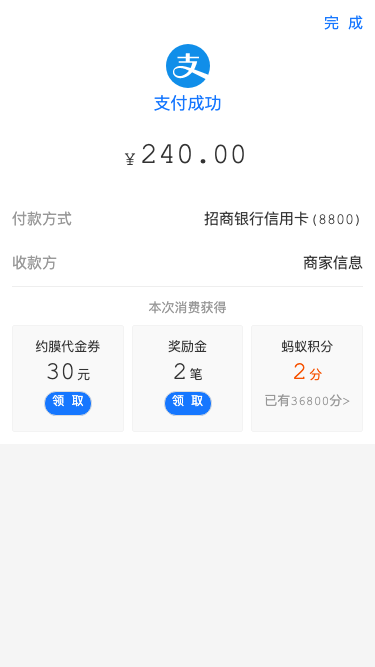 完 成
支付成功
¥240.00
付款方式 招商银行信用卡(8800)
收款方 商家信息
本次消费获得
约膜代金券 奖励金 蚂蚁积分
30元 2笔 2分
领 取 领 取 已有36800分>